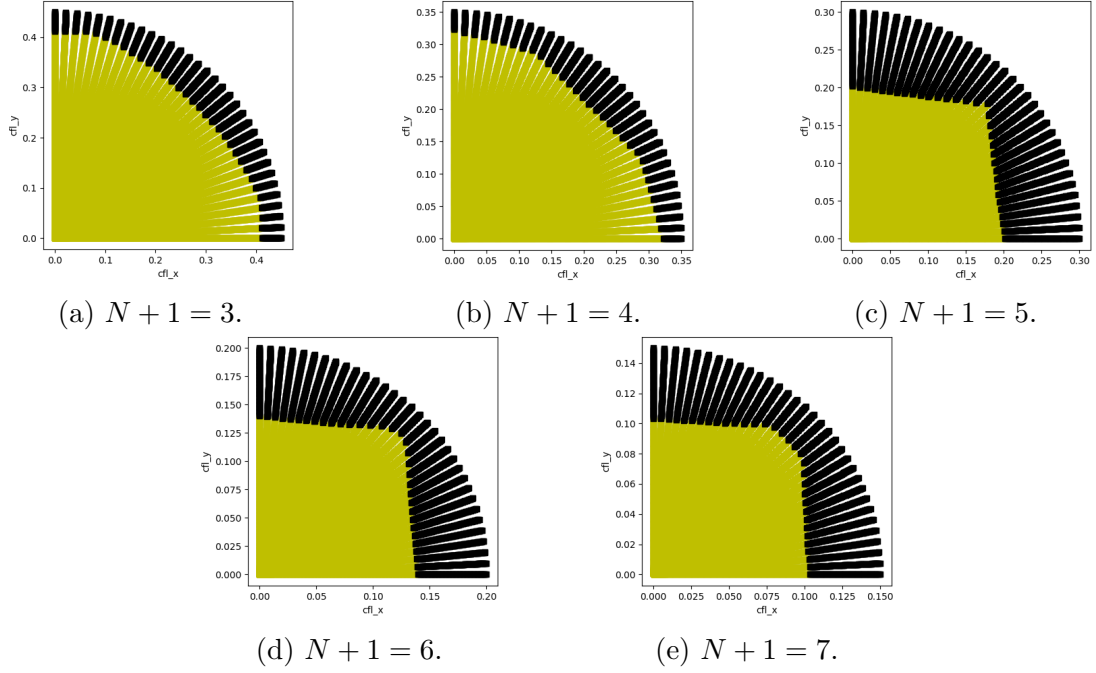 cfl_y
0.4
0.3
0.2
0.1
0.0
0.0 0.1 0.2 0.3 0.4
cfl_x
(a) N + 1 = 3.
cfl_y
0.35
0.30
0.25
0.20
0.15
0.10
0.05
0.00
0.00 0.05 0.10 0.15 0.20 0.25 0.30 0.35
cfl_x
(b) N + 1 = 4.
cfl_y
0.30
0.25
0.20
0.15
0.10
0.05
0.00
0.00 0.05 0.10 0.15 0.20 0.25 0.30
cfl_x
(c) N + 1 = 5.
cfl_y
0.200
0.175
0.150
0.125
0.100
0.075
0.050
0.025
0.000
0.00 0.05 0.10 0.15 0.20
cfl_x
(d) N + 1 = 6.
cfl_y
0.14
0.12
0.10
0.08
0.06
0.04
0.02
0.00
0.000 0.025 0.050 0.075 0.100 0.125 0.150
cfl_x
(e) N + 1 = 7.